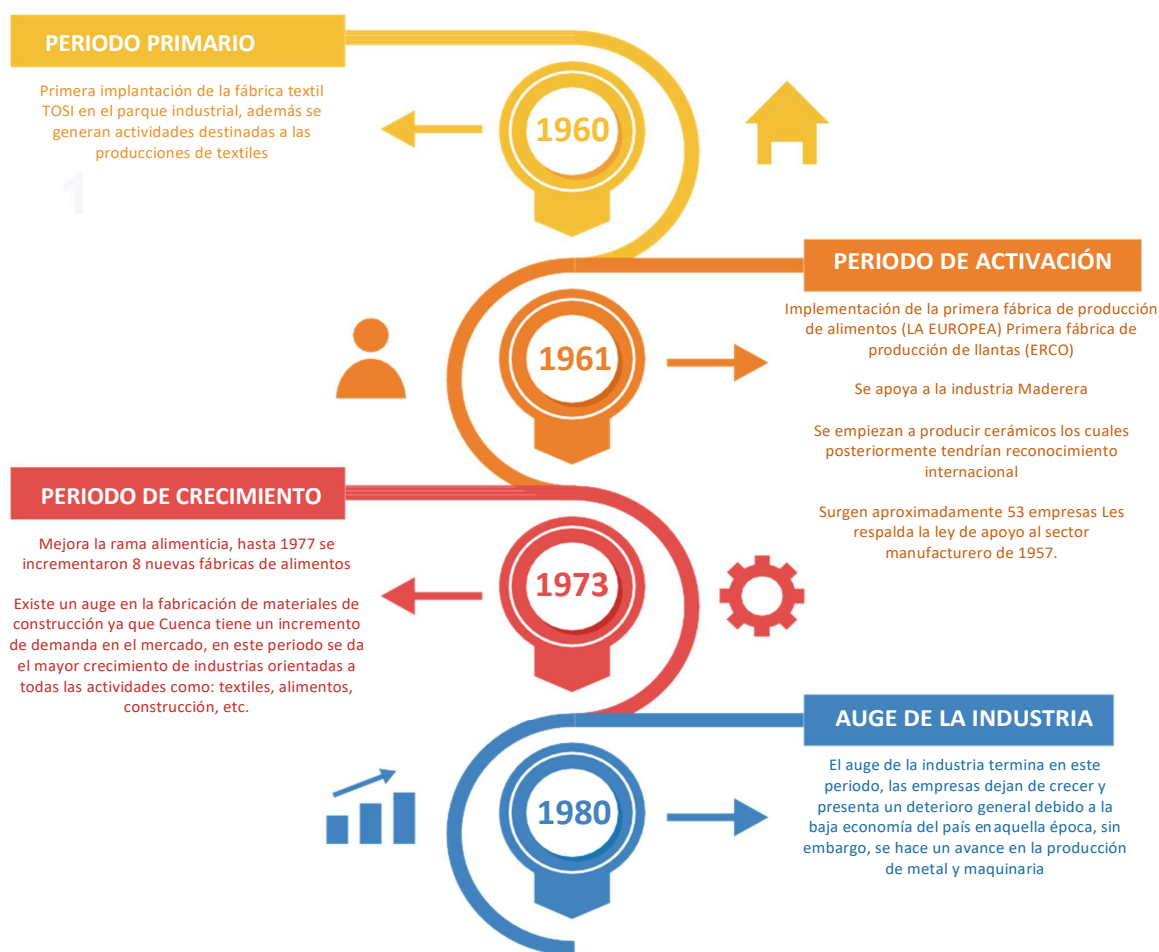 PERIODO PRIMARIO
Primera implantación de la fábrica textil
TOSI en el parque industrial, además se
generan actividades destinadas a las
producciones de textiles
1
1960
PERIODO DE ACTIVACIÓN
Implementación de la primera fábrica de producción
de alimentos (LA EUROPEA) Primera fábrica de
producción de llantas (ERCO)
Se apoya a la industria Maderera
Se empiezan a producir cerámicos los cuales
posteriormente tendrían reconocimiento
internacional
Surgen aproximadamente 53 empresas Les
respalda la ley de apoyo al sector
manufacturero de 1957.
1961
PERIODO DE CRECIMIENTO
Mejora la rama alimenticia, hasta 1977 se
incrementaron 8 nuevas fábricas de alimentos
Existe un auge en la fabricación de materiales de
construcción ya que Cuenca tiene un incremento
de demanda en el mercado, en este periodo se da
el mayor crecimiento de industrias orientadas a
todas las actividades como: textiles, alimentos,
construcción, etc.
1973
AUGE DE LA INDUSTRIA
El auge de la industria termina en este
periodo, las empresas dejan de crecer y
presenta un deterioro general debido a la
baja economía del país en aquella época, sin
embargo, se hace un avance en la producción
de metal y maquinaria
1980